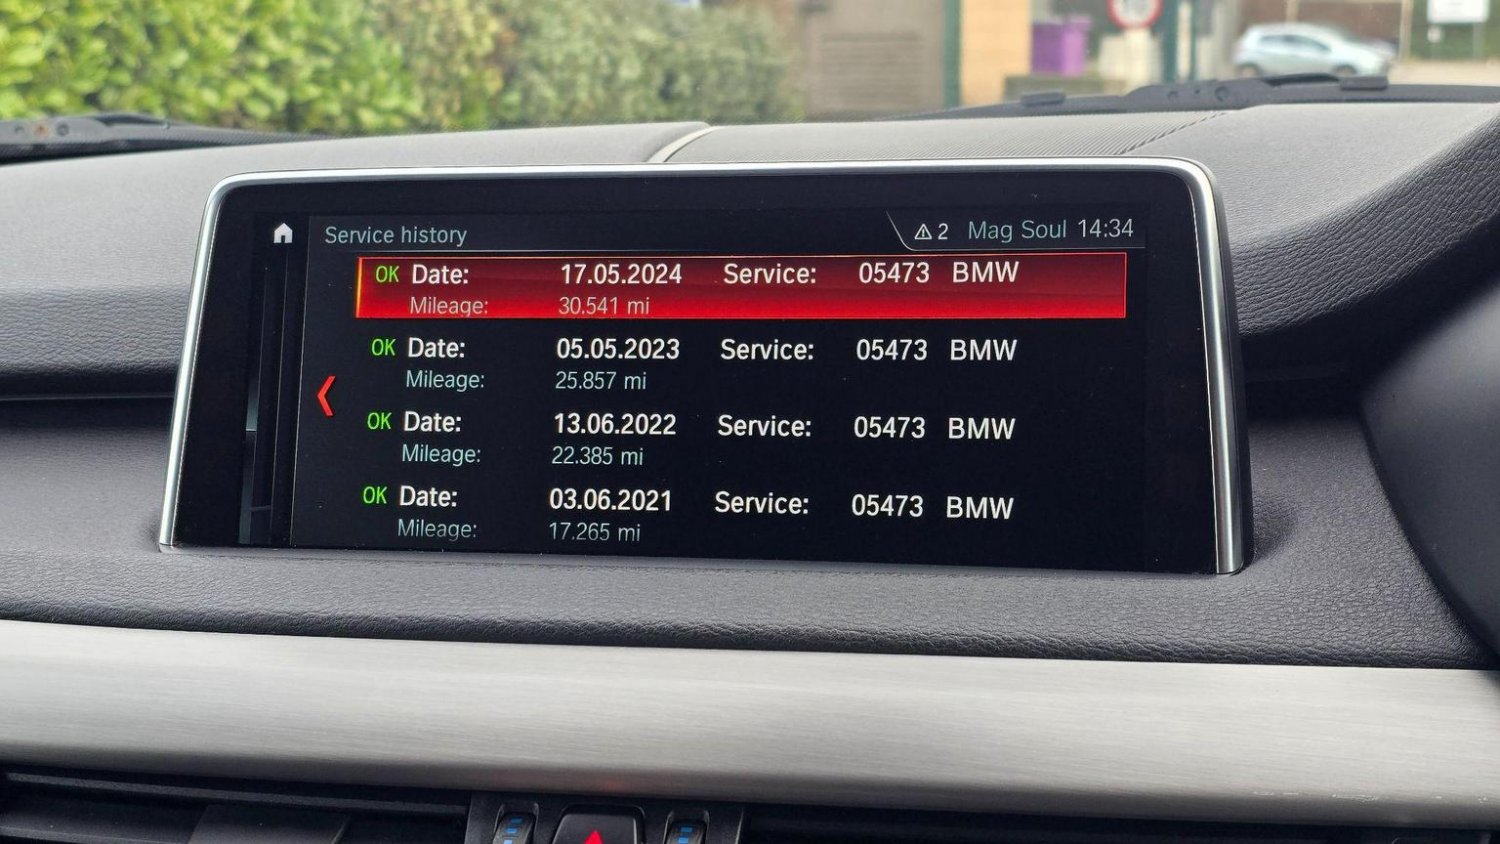 Service history
2 Mag Soul 14:34
OK Date: 17.05.2024 Service: 05473 BMW
Mileage: 30.541 mi
OK Date: 05.05.2023 Service: 05473 BMW
Mileage: 25.857 mi
OK Date: 13.06.2022 Service: 05473 BMW
Mileage: 22.385 mi
OK Date: 03.06.2021 Service: 05473 BMW
Mileage: 17.265 mi